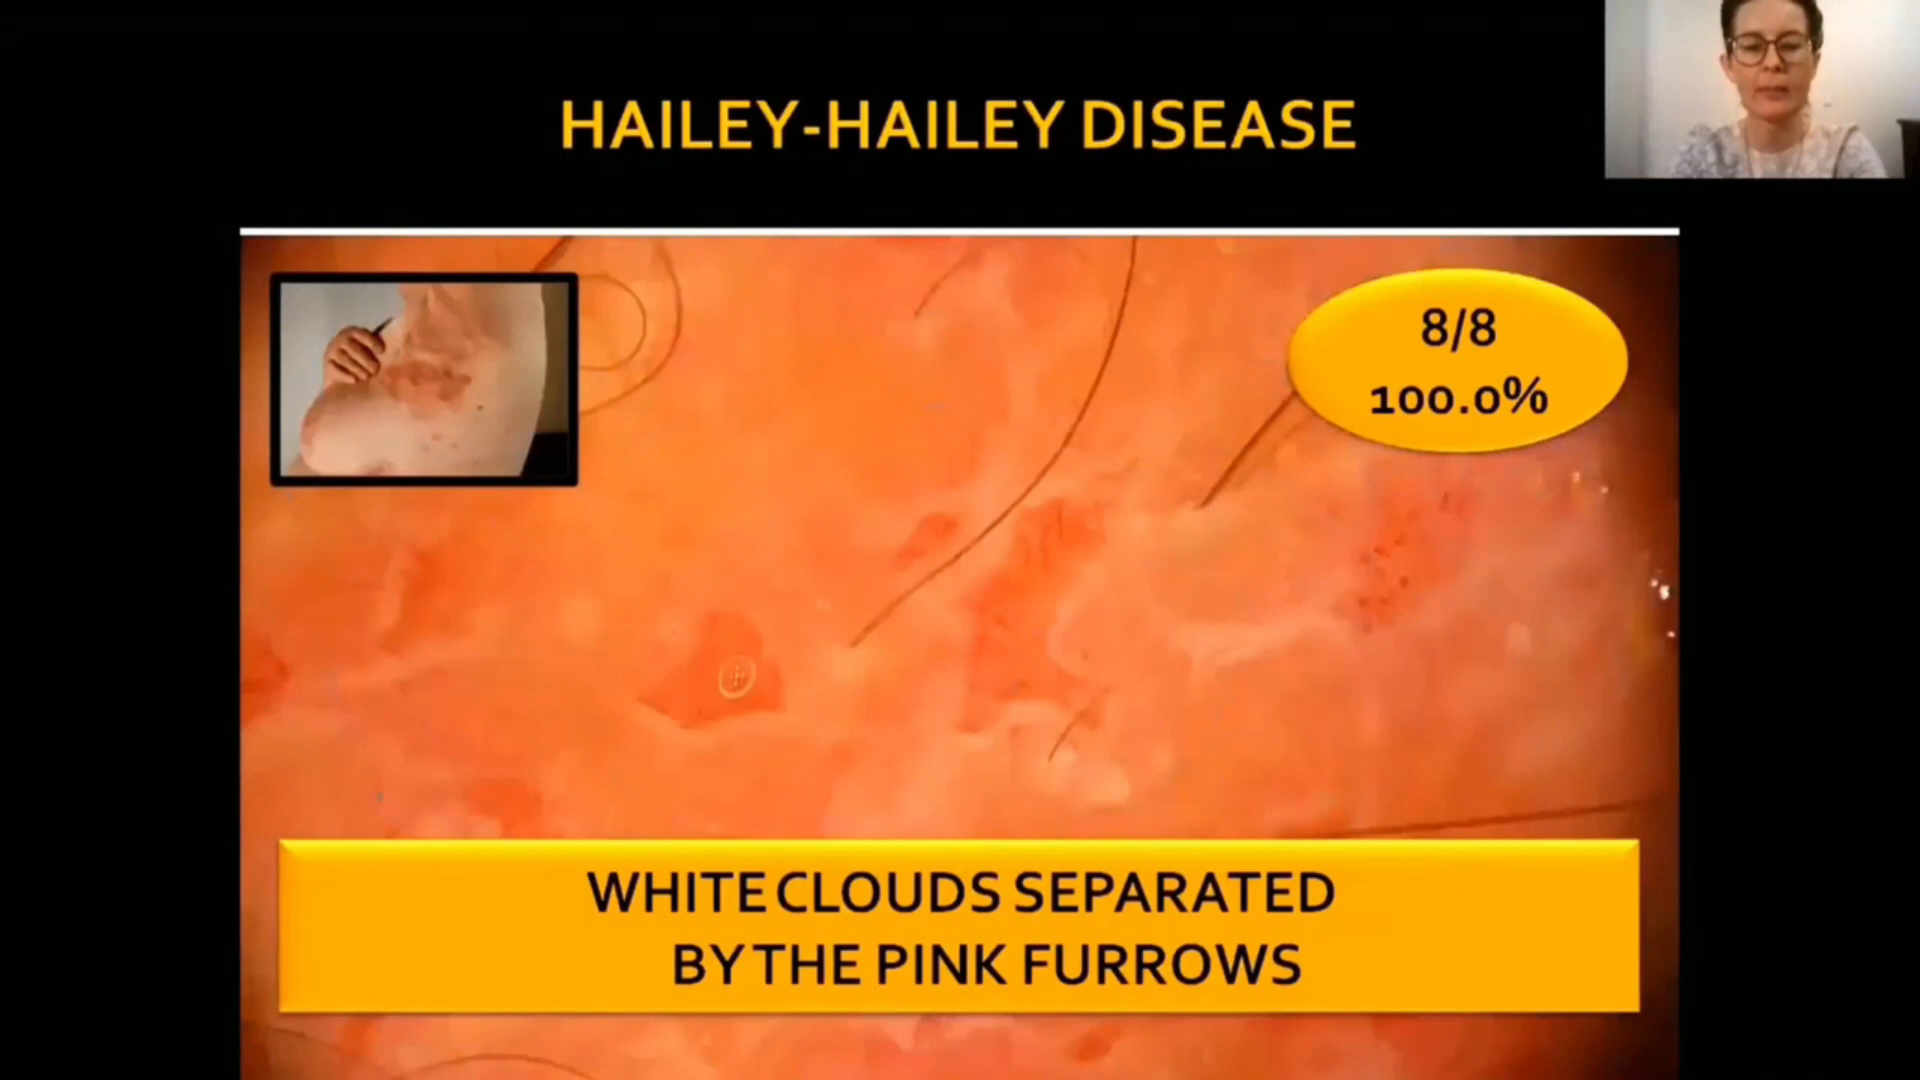 HAILEY-HAILEY DISEASE
8/8
100.0%
WHITE CLOUDS SEPARATED
BY THE PINK FURROWS